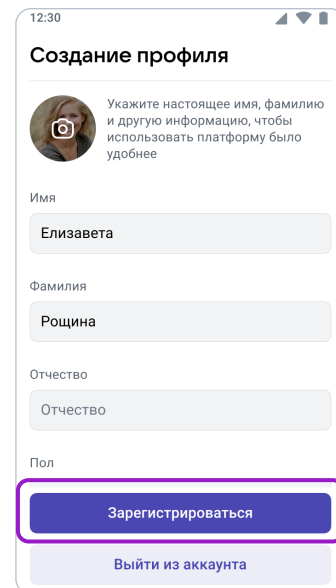 12:30
Создание профиля
Укажите настоящее имя, фамилию
и другую информацию, чтобы
использовать платформу было
удобнее
Имя
Елизавета
Фамилия
Рощина
Отчество
Отчество
Пол
Зарегистрироваться
Выйти из аккаунта